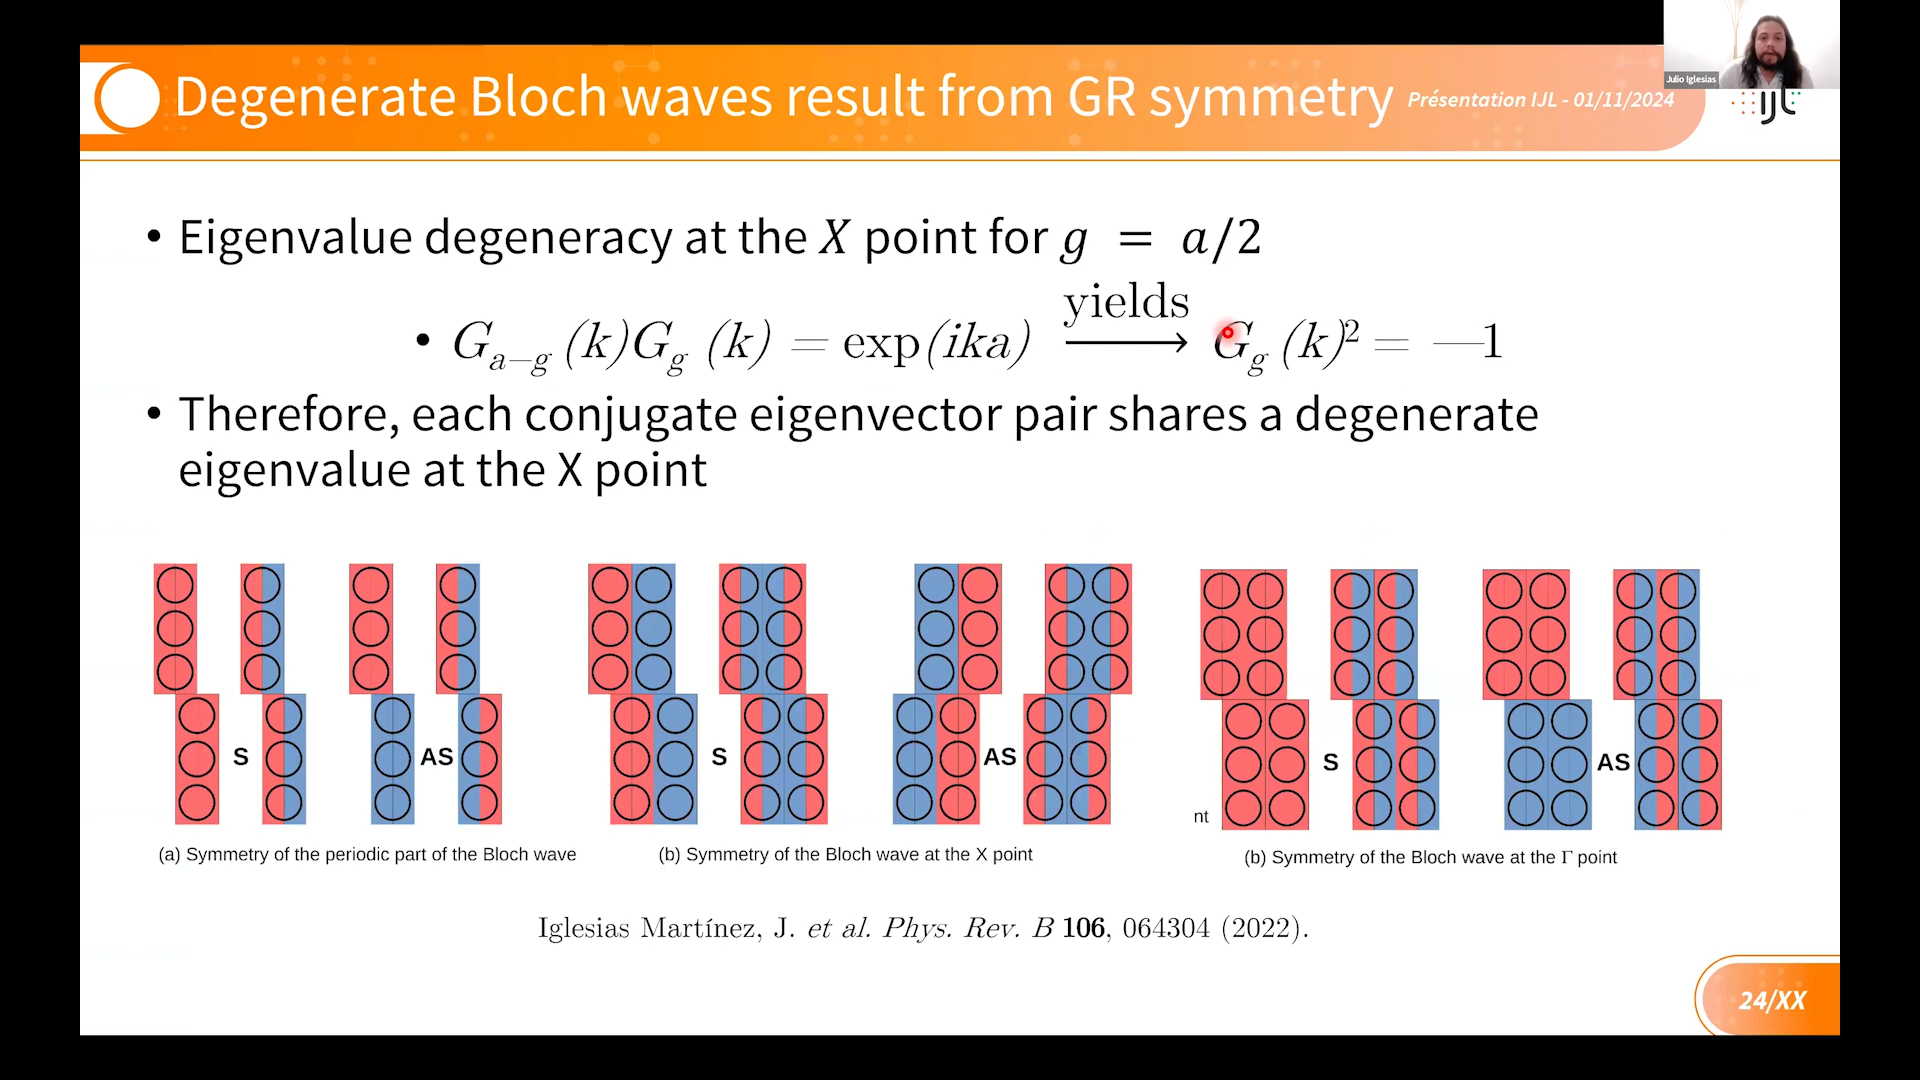 Julio Iglesias
Degenerate Bloch waves result from GR symmetry
Présentation IJL - 01/11/2024
ijl
• Eigenvalue degeneracy at the X point for g = a/2
• G_{a−g}(k)G_g(k) = exp(ika) \xrightarrow{yields} G_g(k)² = −1
• Therefore, each conjugate eigenvector pair shares a degenerate
eigenvalue at the X point
S AS S AS S AS
nt
(a) Symmetry of the periodic part of the Bloch wave
(b) Symmetry of the Bloch wave at the X point
(b) Symmetry of the Bloch wave at the Γ point
Iglesias Martínez, J. et al. Phys. Rev. B 106, 064304 (2022).
24/XX